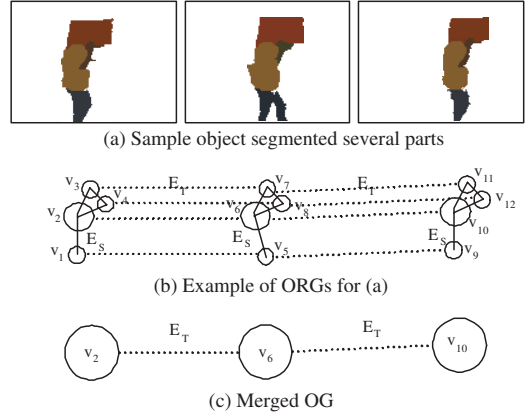 (a) Sample object segmented several parts
v3 ET v7 ET v11
v2 v4 v6 v8 v12
v10
v1 ES ES v5 ES v9
(b) Example of ORGs for (a)
ET ET
v2 v6 v10
(c) Merged OG